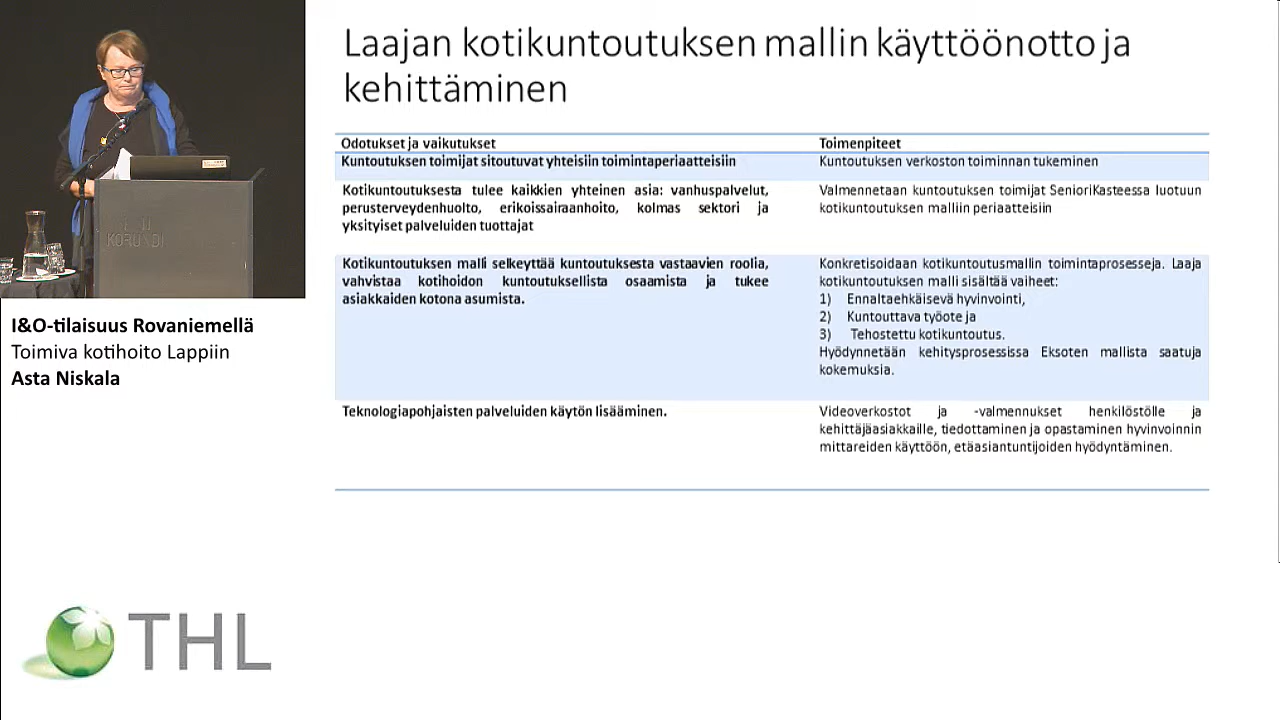 Laajan kotikuntoutuksen mallin käyttöönotto ja
kehittäminen
Odotukset ja vaikutukset
Toimenpiteet
Kuntoutuksen toimijat sitoutuvat yhteisiin toimintaperiaatteisiin
Kuntoutuksen verkoston toiminnan tukeminen
Kotikuntoutuksesta tulee kaikkien yhteinen asia: vanhuspalvelut,
perusterveydenhuolto, erikoissairaanhoito, kolmas sektori ja
yksityiset palveluiden tuottajat
Valmennetaan kuntoutuksen toimijat SenioriKasteessa luotuun
kotikuntoutuksen malliin periaatteisiin
Kotikuntoutuksen malli selkeyttää kuntoutuksesta vastaavien roolia,
vahvistaa kotihoidon kuntoutuksellista osaamista ja tukee
asiakkaiden kotona asumista.
Konkretisoidaan kotikuntoutusmallin toimintaprosesseja. Laaja
kotikuntoutuksen malli sisältää vaiheet:
1) Ennaltaehkäisevä hyvinvointi,
2) Kuntouttava työote ja
3) Tehostettu kotikuntoutus.
Hyödynnetään kehitysprosessissa Eksoten mallista saatuja
kokemuksia.
Teknologiapohjaisten palveluiden käytön lisääminen.
Videoverkostot ja -valmennukset henkilöstölle ja
kehittäjäasiakkaille, tiedottaminen ja opastaminen hyvinvoinnin
mittareiden käyttöön, etäasiantuntijoiden hyödyntäminen.
KORUNDI
I&O-tilaisuus Rovaniemellä
Toimiva kotihoito Lappiin
Asta Niskala
THL